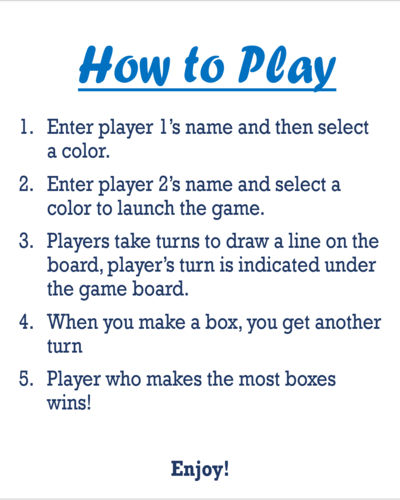 How to Play
1. Enter player 1's name and then select
a color.
2. Enter player 2's name and select a
color to launch the game.
3. Players take turns to draw a line on the
board, player's turn is indicated under
the game board.
4. When you make a box, you get another
turn
5. Player who makes the most boxes
wins!
Enjoy!